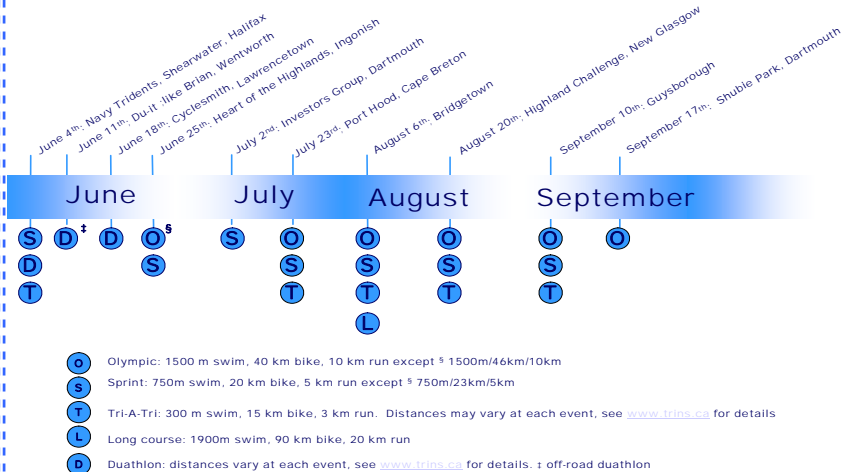 June 4th: Navy Tridents, Shearwater, Halifax
June 11th: Du-it :like Brian, Wentworth
June 18th: Cyclesmith, Lawrencetown
June 25th: Heart of the Highlands, Ingonish
July 2nd: Investors Group, Dartmouth
July 23rd: Port Hood, Cape Breton
August 6th: Bridgetown
August 20th: Highland Challenge, New Glasgow
September 10th: Guysborough
September 17th: Shubie Park, Dartmouth
June July August September
S D ‡ D O § S O O O O O
D S S S S S
T T T T T
L
O Olympic: 1500 m swim, 40 km bike, 10 km run except § 1500m/46km/10km
S Sprint: 750m swim, 20 km bike, 5 km run except § 750m/23km/5km
T Tri-A-Tri: 300 m swim, 15 km bike, 3 km run. Distances may vary at each event, see www.trins.ca for details
L Long course: 1900m swim, 90 km bike, 20 km run
D Duathlon: distances vary at each event, see www.trins.ca for details. ‡ off-road duathlon